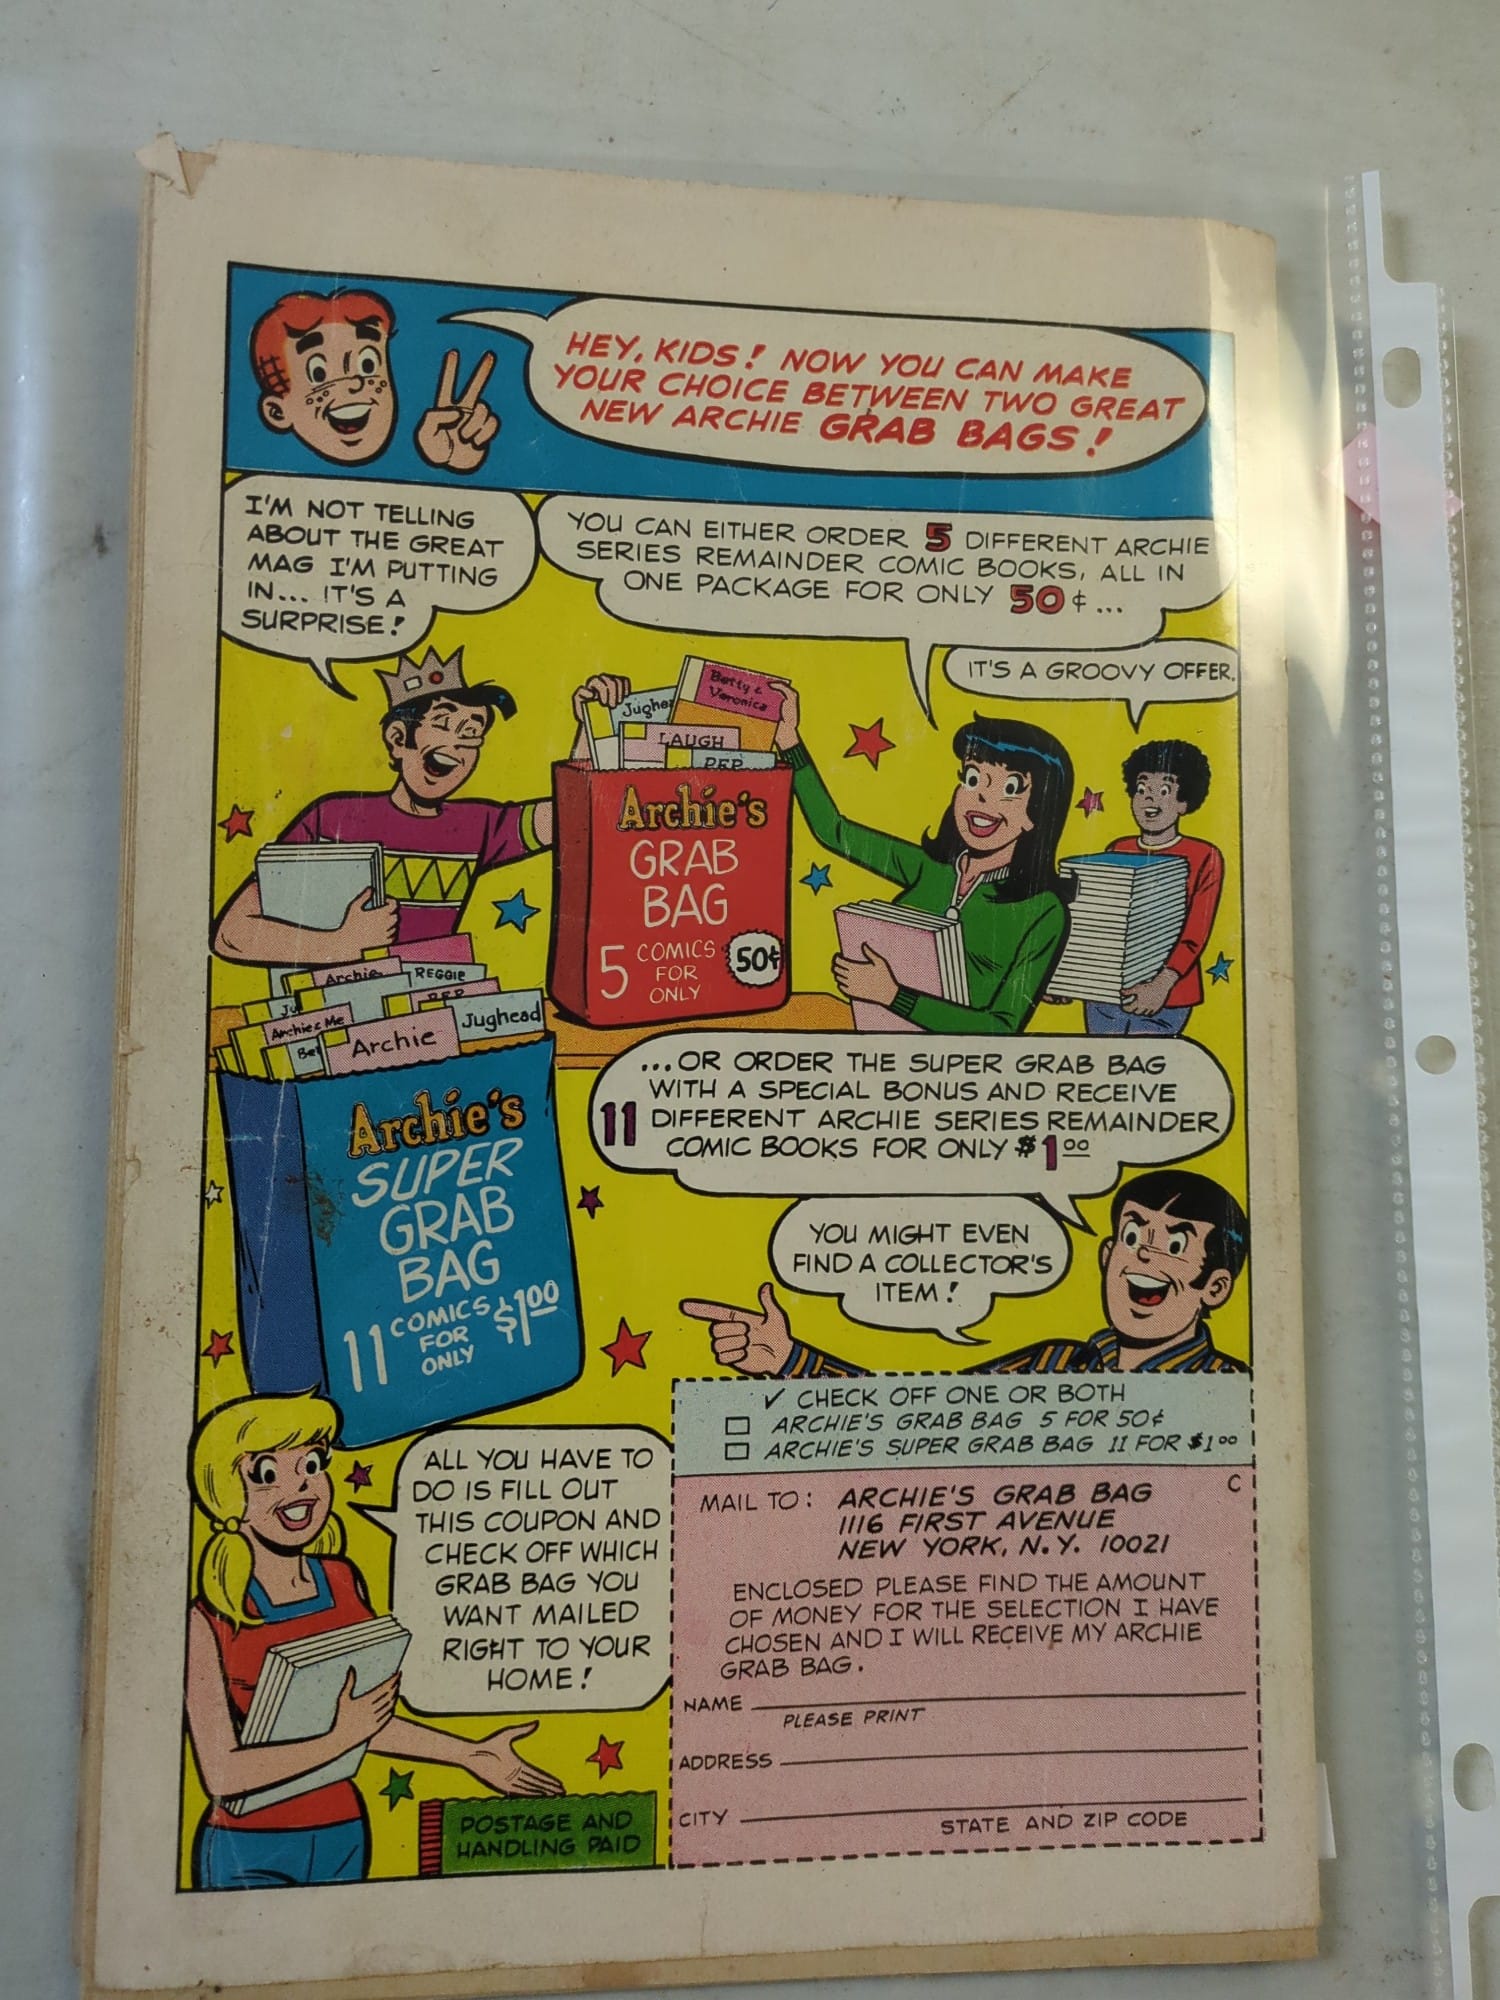 HEY, KIDS! NOW YOU CAN MAKE
YOUR CHOICE BETWEEN TWO GREAT
NEW ARCHIE GRAB BAGS!
I'M NOT TELLING
ABOUT THE GREAT
MAG I'M PUTTING
IN... IT'S A
SURPRISE!
YOU CAN EITHER ORDER 5 DIFFERENT ARCHIE
SERIES REMAINDER COMIC BOOKS, ALL IN
ONE PACKAGE FOR ONLY 50¢...
IT'S A GROOVY OFFER.
Betty &
Veronica
Jughea
LAUGH
PEP
Archie's
GRAB
BAG
5 COMICS
FOR
ONLY
50¢
Archie
REGGIE
PEP
Ju
Archie & Me
Be
Archie
Jughead
Archie's
SUPER
GRAB
BAG
11 COMICS
FOR
ONLY
$1.00
...OR ORDER THE SUPER GRAB BAG
WITH A SPECIAL BONUS AND RECEIVE
11 DIFFERENT ARCHIE SERIES REMAINDER
COMIC BOOKS FOR ONLY $1.00
YOU MIGHT EVEN
FIND A COLLECTOR'S
ITEM!
ALL YOU HAVE TO
DO IS FILL OUT
THIS COUPON AND
CHECK OFF WHICH
GRAB BAG YOU
WANT MAILED
RIGHT TO YOUR
HOME!
POSTAGE AND
HANDLING PAID
✓ CHECK OFF ONE OR BOTH
☐ ARCHIE'S GRAB BAG 5 FOR 50¢
☐ ARCHIE'S SUPER GRAB BAG 11 FOR $1.00
C
MAIL TO: ARCHIE'S GRAB BAG
1116 FIRST AVENUE
NEW YORK, N.Y. 10021
ENCLOSED PLEASE FIND THE AMOUNT
OF MONEY FOR THE SELECTION I HAVE
CHOSEN AND I WILL RECEIVE MY ARCHIE
GRAB BAG.
NAME
PLEASE PRINT
ADDRESS
CITY
STATE AND ZIP CODE